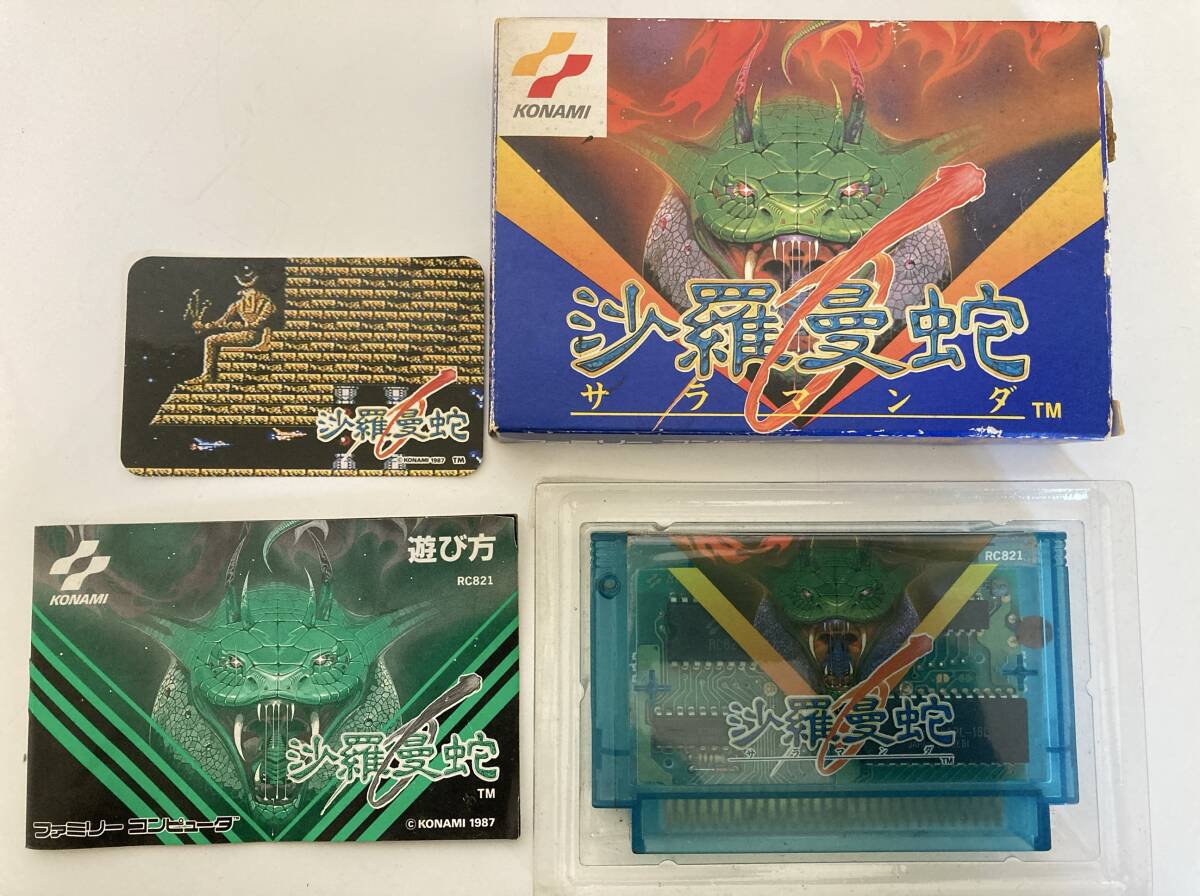 KONAMI
沙羅曼蛇
サラマンダ
TM
沙羅曼蛇
© KONAMI 1987 TM
KONAMI
遊び方
RC821
沙羅曼蛇
TM
ファミリー コンピュータ
© KONAMI 1987
RC821
沙羅曼蛇
サラマンダ
TM